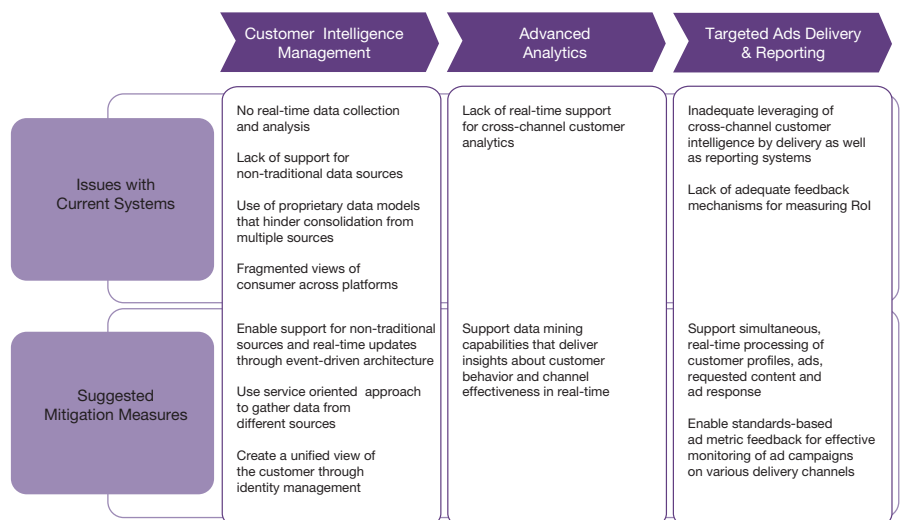 Customer Intelligence
Management
Advanced
Analytics
Targeted Ads Delivery
& Reporting
Issues with
Current Systems
No real-time data collection
and analysis
Lack of support for
non-traditional data sources
Use of proprietary data models
that hinder consolidation from
multiple sources
Fragmented views of
consumer across platforms
Lack of real-time support
for cross-channel customer
analytics
Inadequate leveraging of
cross-channel customer
intelligence by delivery as well
as reporting systems
Lack of adequate feedback
mechanisms for measuring RoI
Suggested
Mitigation Measures
Enable support for non-traditional
sources and real-time updates
through event-driven architecture
Use service oriented approach
to gather data from
different sources
Create a unified view of
the customer through
identity management
Support data mining
capabilities that deliver
insights about customer
behavior and channel
effectiveness in real-time
Support simultaneous,
real-time processing of
customer profiles, ads,
requested content and
ad response
Enable standards-based
ad metric feedback for effective
monitoring of ad campaigns
on various delivery channels